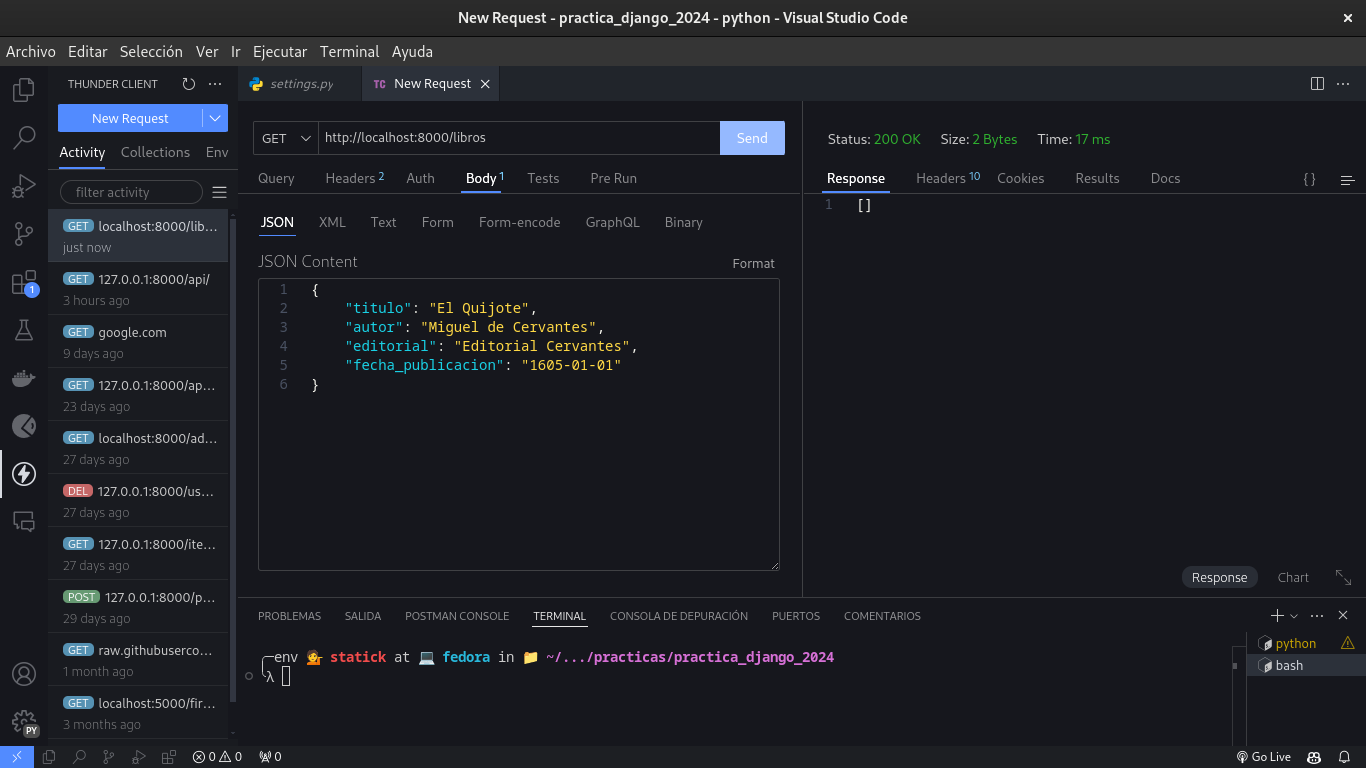 New Request - practica_django_2024 - python - Visual Studio Code
Archivo Editar Selección Ver Ir Ejecutar Terminal Ayuda
THUNDER CLIENT
New Request
Activity Collections Env
filter activity
GET localhost:8000/lib...
just now
GET 127.0.0.1:8000/api/
3 hours ago
GET google.com
9 days ago
GET 127.0.0.1:8000/ap...
23 days ago
GET localhost:8000/ad...
27 days ago
DEL 127.0.0.1:8000/us...
27 days ago
GET 127.0.0.1:8000/ite...
27 days ago
POST 127.0.0.1:8000/p...
29 days ago
GET raw.githubuserco...
1 month ago
GET localhost:5000/fir...
3 months ago
1
PY
settings.py
TC New Request
GET http://localhost:8000/libros Send
Query Headers 2 Auth Body 1 Tests Pre Run
JSON XML Text Form Form-encode GraphQL Binary
JSON Content Format
1 {
2 "titulo": "El Quijote",
3 "autor": "Miguel de Cervantes",
4 "editorial": "Editorial Cervantes",
5 "fecha_publicacion": "1605-01-01"
6 }
Status: 200 OK Size: 2 Bytes Time: 17 ms
Response Headers 10 Cookies Results Docs { }
1 []
Response Chart
PROBLEMAS SALIDA POSTMAN CONSOLE TERMINAL CONSOLA DE DEPURACIÓN PUERTOS COMENTARIOS
env 💁 statick at 💻 fedora in 📁 ~/.../practicas/practica_django_2024
λ
python
bash
0 0 0
Go Live